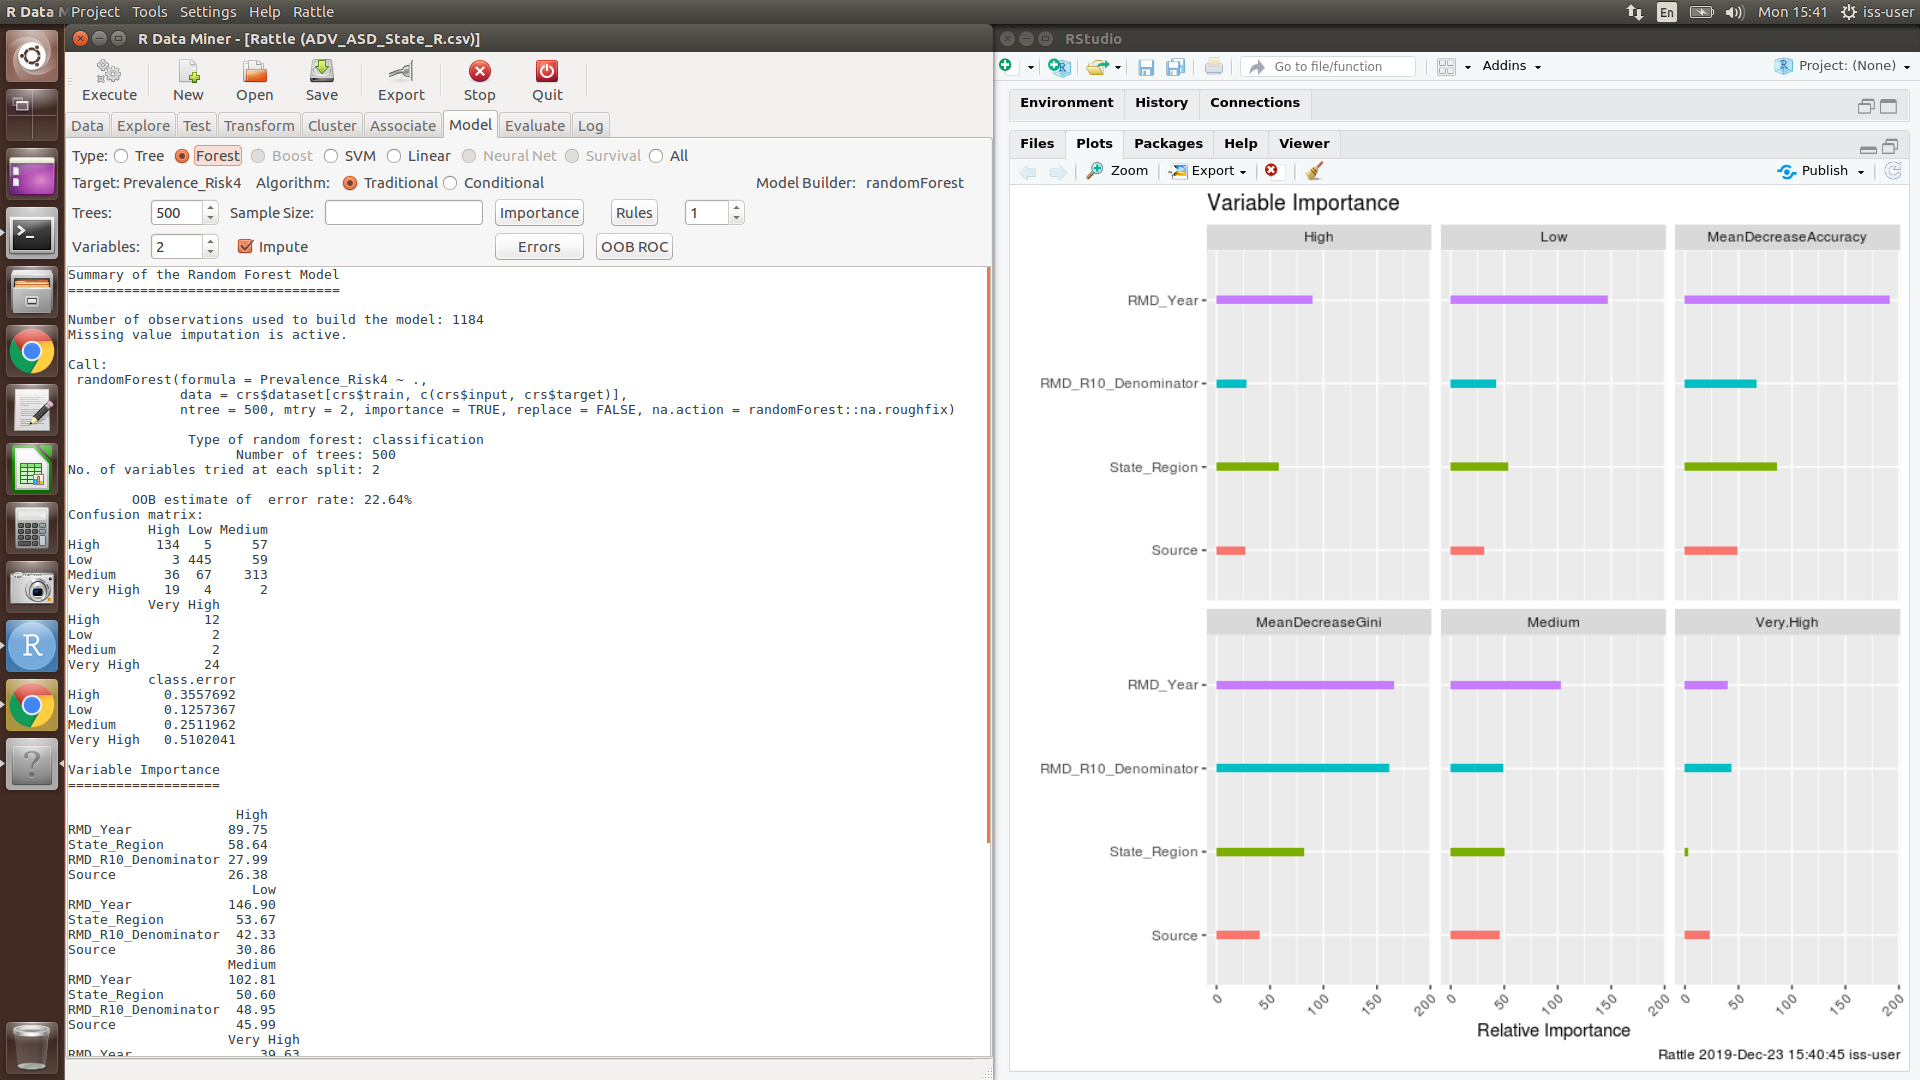 R Data M Project Tools Settings Help Rattle
En Mon 15:41 iss-user
R Data Miner - [Rattle (ADV_ASD_State_R.csv)]
Execute New Open Save Export Stop Quit
Data Explore Test Transform Cluster Associate Model Evaluate Log
Type: Tree Forest Boost SVM Linear Neural Net Survival All
Target: Prevalence_Risk4 Algorithm: Traditional Conditional Model Builder: randomForest
Trees: 500 Sample Size: Importance Rules 1
Variables: 2 Impute Errors OOB ROC
Summary of the Random Forest Model
==================================
Number of observations used to build the model: 1184
Missing value imputation is active.
Call:
randomForest(formula = Prevalence_Risk4 ~ .,
data = crs$dataset[crs$train, c(crs$input, crs$target)],
ntree = 500, mtry = 2, importance = TRUE, replace = FALSE, na.action = randomForest::na.roughfix)
Type of random forest: classification
Number of trees: 500
No. of variables tried at each split: 2
OOB estimate of  error rate: 22.64%
Confusion matrix:
High Low Medium
High 134 5 57
Low 3 445 59
Medium 36 67 313
Very High 19 4 2
Very High
High 12
Low 2
Medium 2
Very High 24
class.error
High 0.3557692
Low 0.1257367
Medium 0.2511962
Very High 0.5102041
Variable Importance
===================
High
RMD_Year 89.75
State_Region 58.64
RMD_R10_Denominator 27.99
Source 26.38
Low
RMD_Year 146.90
State_Region 53.67
RMD_R10_Denominator 42.33
Source 30.86
Medium
RMD_Year 102.81
State_Region 50.60
RMD_R10_Denominator 48.95
Source 45.99
Very High
RMD_Year 39.63
RStudio
Go to file/function Addins Project: (None)
Environment History Connections
Files Plots Packages Help Viewer
Zoom Export Publish
Variable Importance
High Low MeanDecreaseAccuracy
RMD_Year
RMD_R10_Denominator
State_Region
Source
MeanDecreaseGini Medium Very.High
RMD_Year
RMD_R10_Denominator
State_Region
Source
0 50 100 150 200 0 50 100 150 200 0 50 100 150 200
Relative Importance
Rattle 2019-Dec-23 15:40:45 iss-user